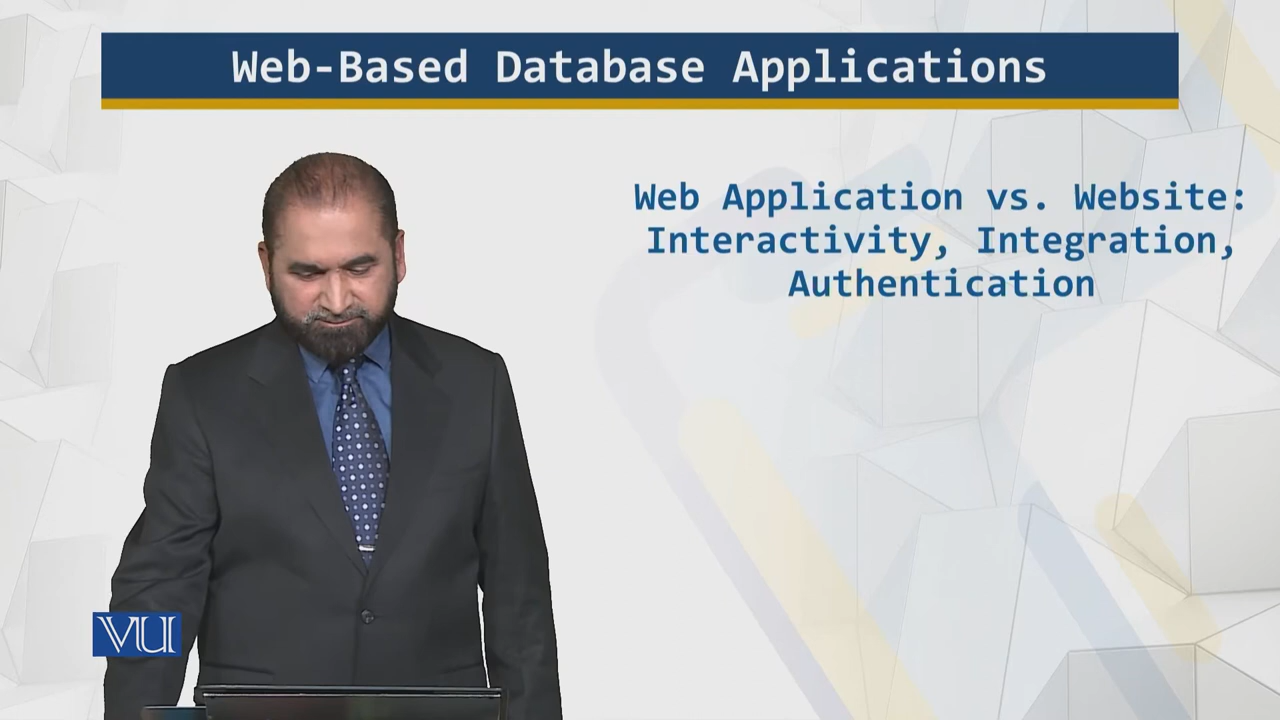 Web-Based Database Applications
Web Application vs. Website:
Interactivity, Integration,
Authentication
VU